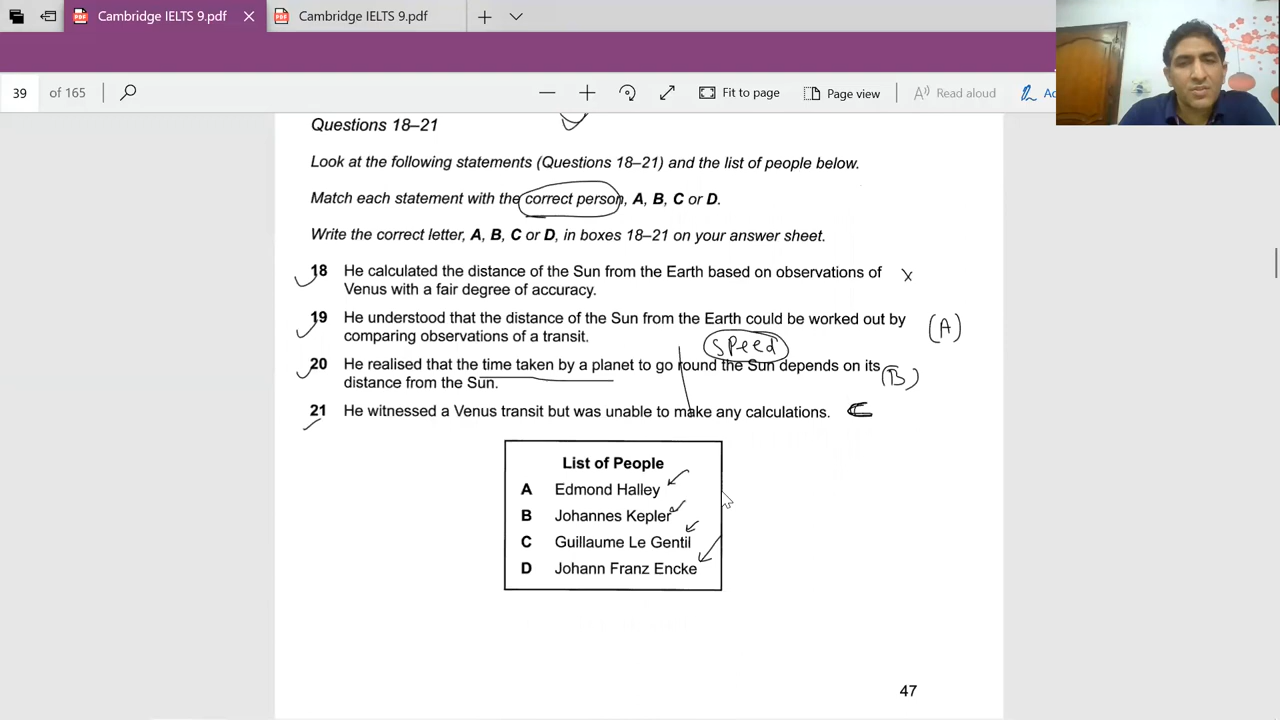 Cambridge IELTS 9.pdf
Cambridge IELTS 9.pdf
39 of 165
Fit to page
Page view
Read aloud
Questions 18–21
Look at the following statements (Questions 18–21) and the list of people below.
Match each statement with the correct person, A, B, C or D.
Write the correct letter, A, B, C or D, in boxes 18–21 on your answer sheet.
18 He calculated the distance of the Sun from the Earth based on observations of X
Venus with a fair degree of accuracy.
19 He understood that the distance of the Sun from the Earth could be worked out by (A)
comparing observations of a transit.
Speed
20 He realised that the time taken by a planet to go round the Sun depends on its (B)
distance from the Sun.
21 He witnessed a Venus transit but was unable to make any calculations. C
List of People
A Edmond Halley
B Johannes Kepler
C Guillaume Le Gentil
D Johann Franz Encke
47